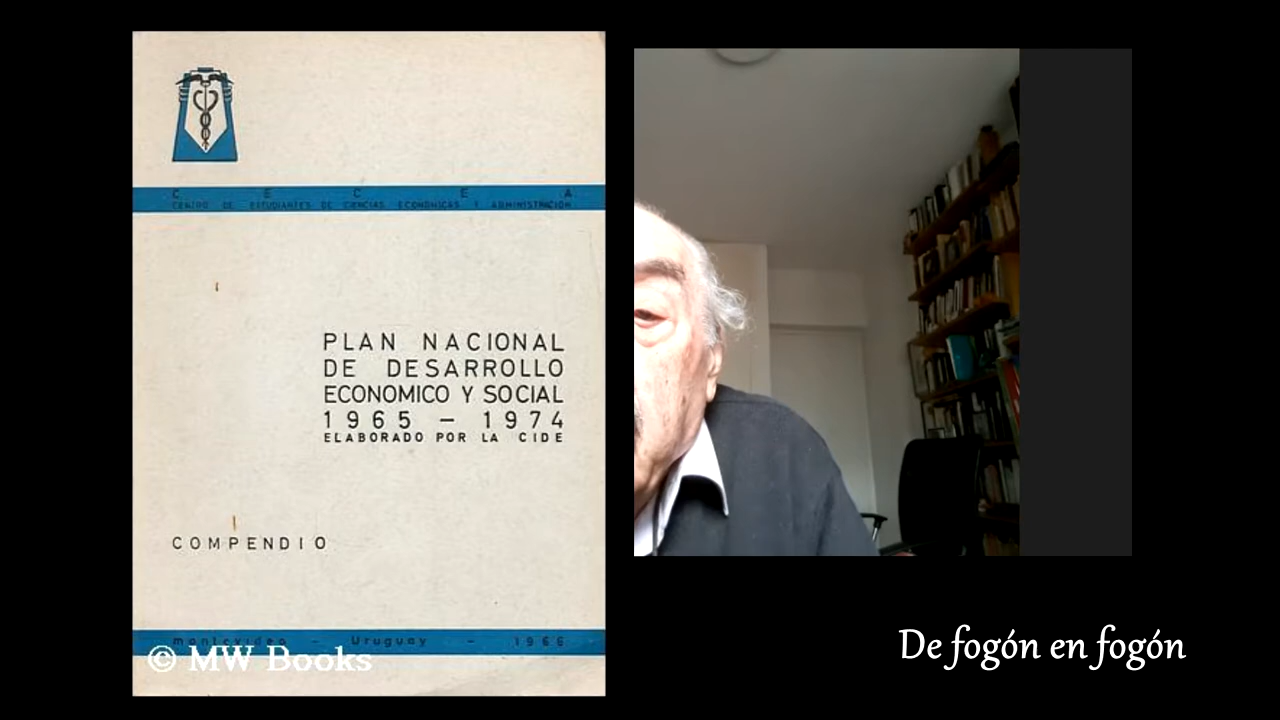 C E C E A
CENTRO DE ESTUDIANTES DE CIENCIAS ECONOMICAS Y ADMINISTRACION
PLAN NACIONAL
DE DESARROLLO
ECONOMICO Y SOCIAL
1965 – 1974
ELABORADO POR LA CIDE
COMPENDIO
montevideo – Uruguay – 1966
© MW Books
De fogón en fogón